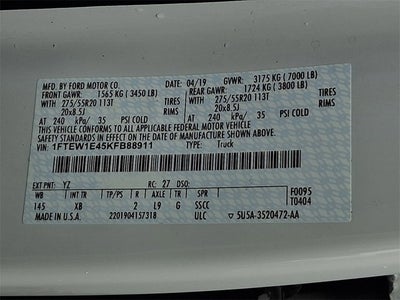 MFD. BY FORD MOTOR CO. 04/19 GVWR: 3175 KG (7000 LB)
FRONT GAWR: 1565 KG (3450 LB) REAR GAWR: 1724 KG (3800 LB)
WITH 275/55R20 113T TIRES WITH 275/55R20 113T TIRES
20x8.5J RIMS 20x8.5J RIMS
AT 240 kPa/ 35 PSI COLD AT 240 kPa/ 35 PSI COLD
THIS VEHICLE CONFORMS TO ALL APPLICABLE FEDERAL MOTOR VEHICLE SAFETY AND THEFT PREVENTION STANDARDS IN EFFECT ON THE DATE OF MANUFACTURE SHOWN ABOVE.
VIN: 1FTEW1E45KFB88911 TYPE: Truck
EXT PNT: YZ RC: 27 DSO: F0095
WB INT TR TP/PS R AXLE TR SPR T0404
145 XB 2 L9 G SSCC
MADE IN U.S.A. 2201904157318 ULC 5U5A-3520472-AA